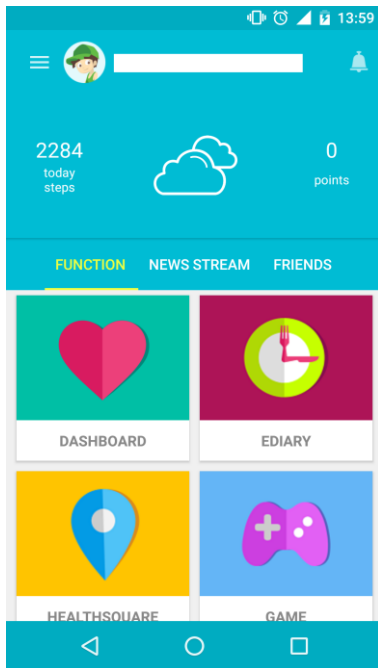 13:59
2284
today
steps
0
points
FUNCTION NEWS STREAM FRIENDS
DASHBOARD
EDIARY
HEALTHSQUARE
GAME